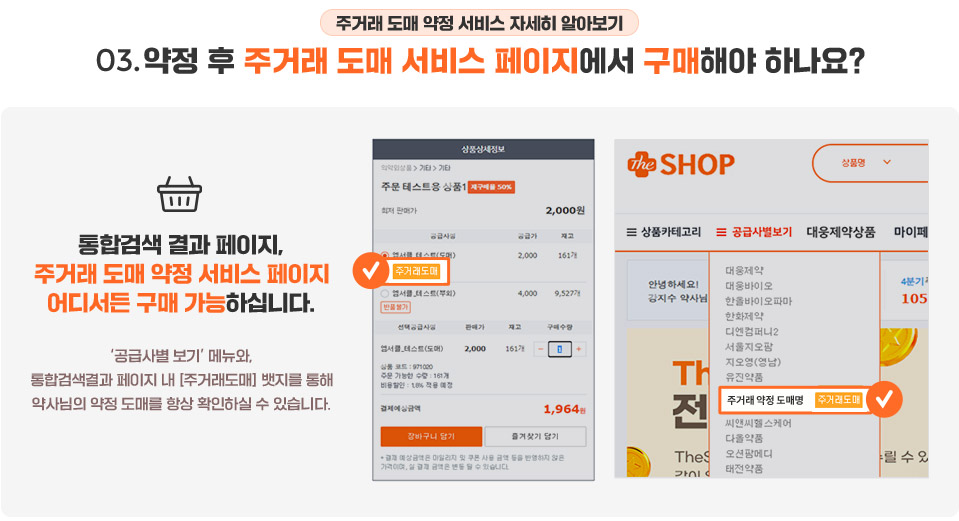 주거래 도매 약정 서비스 자세히 알아보기
03. 약정 후 주거래 도매 서비스 페이지에서 구매해야 하나요?
통합검색 결과 페이지,
주거래 도매 약정 서비스 페이지
어디서든 구매 가능하십니다.
‘공급사별 보기’ 메뉴와,
통합검색결과 페이지 내 [주거래도매] 뱃지를 통해
약사님의 약정 도매를 항상 확인하실 수 있습니다.
상품상세정보
의약외상품 > 기타 > 기타
주문 테스트용 상품1 재구매율 50%
최저 판매가 2,000원
공급사명 공급가 재고
엠서클_테스트(도매) 2,000 161개
주거래도매
엠서클_테스트(부외) 4,000 9,527개
반품불가
선택공급사명 판매가 재고 구매수량
엠서클_테스트(도매) 2,000 161개 − 1 +
상품 코드 : 971020
주문 가능한 수량 : 161개
비용할인 : 1.8% 적용 예정
결제예상금액 1,964원
장바구니 담기 즐겨찾기 담기
* 결제 예상금액은 마일리지 및 쿠폰 사용 금액 등을 반영하지 않은
가격이며, 실 결제 금액은 변동 될 수 있습니다.
The SHOP
상품명
상품카테고리 공급사별보기 대웅제약상품 마이페
안녕하세요!
김지수 약사님
4분기
105
대웅제약
대웅바이오
한올바이오파마
한화제약
디엔컴퍼니2
서울지오팜
지오영(영남)
유진약품
주거래 약정 도매명 주거래도매
씨앤씨헬스케어
다올약품
오션팜메디
태전약품
Th
전
TheS
누릴 수 있
같이